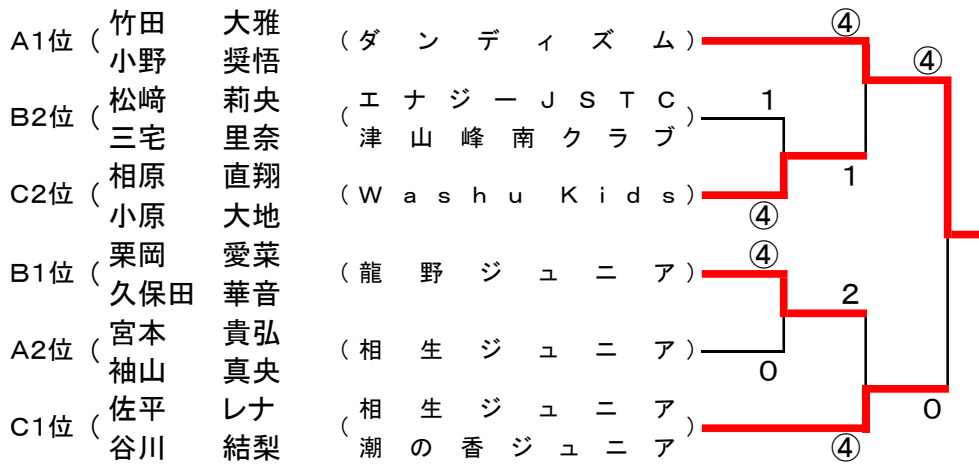 竹田 大雅 ④
A1位 ( (ダンディズム)
小野 奨悟 ④
松﨑 莉央 エナジーJSTC 1
B2位 ( (
三宅 里奈 津山峰南クラブ
相原 直翔 1
C2位 ( (Washu Kids)
小原 大地 ④
栗岡 愛菜 ④
B1位 ( (龍野ジュニア)
久保田 華音 2
宮本 貴弘
A2位 ( (相生ジュニア)
袖山 真央 0
佐平 レナ 相生ジュニア 0
C1位 ( ( )
谷川 結梨 潮の香ジュニア ④